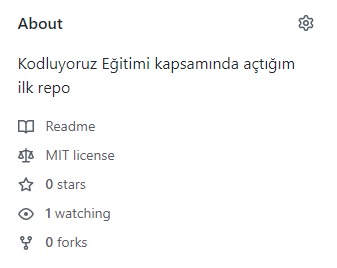 About
Kodluyoruz Eğitimi kapsamında açtığım
ilk repo
Readme
MIT license
0 stars
1 watching
0 forks